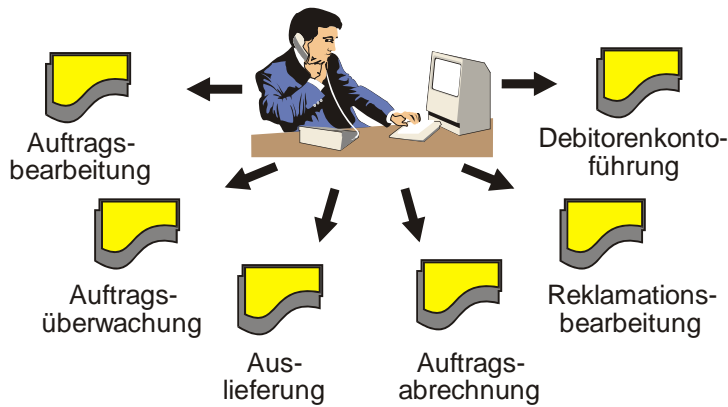 Auftrags-
bearbeitung
Auftrags-
überwachung
Aus-
lieferung
Auftrags-
abrechnung
Reklamations-
bearbeitung
Debitorenkonto-
führung